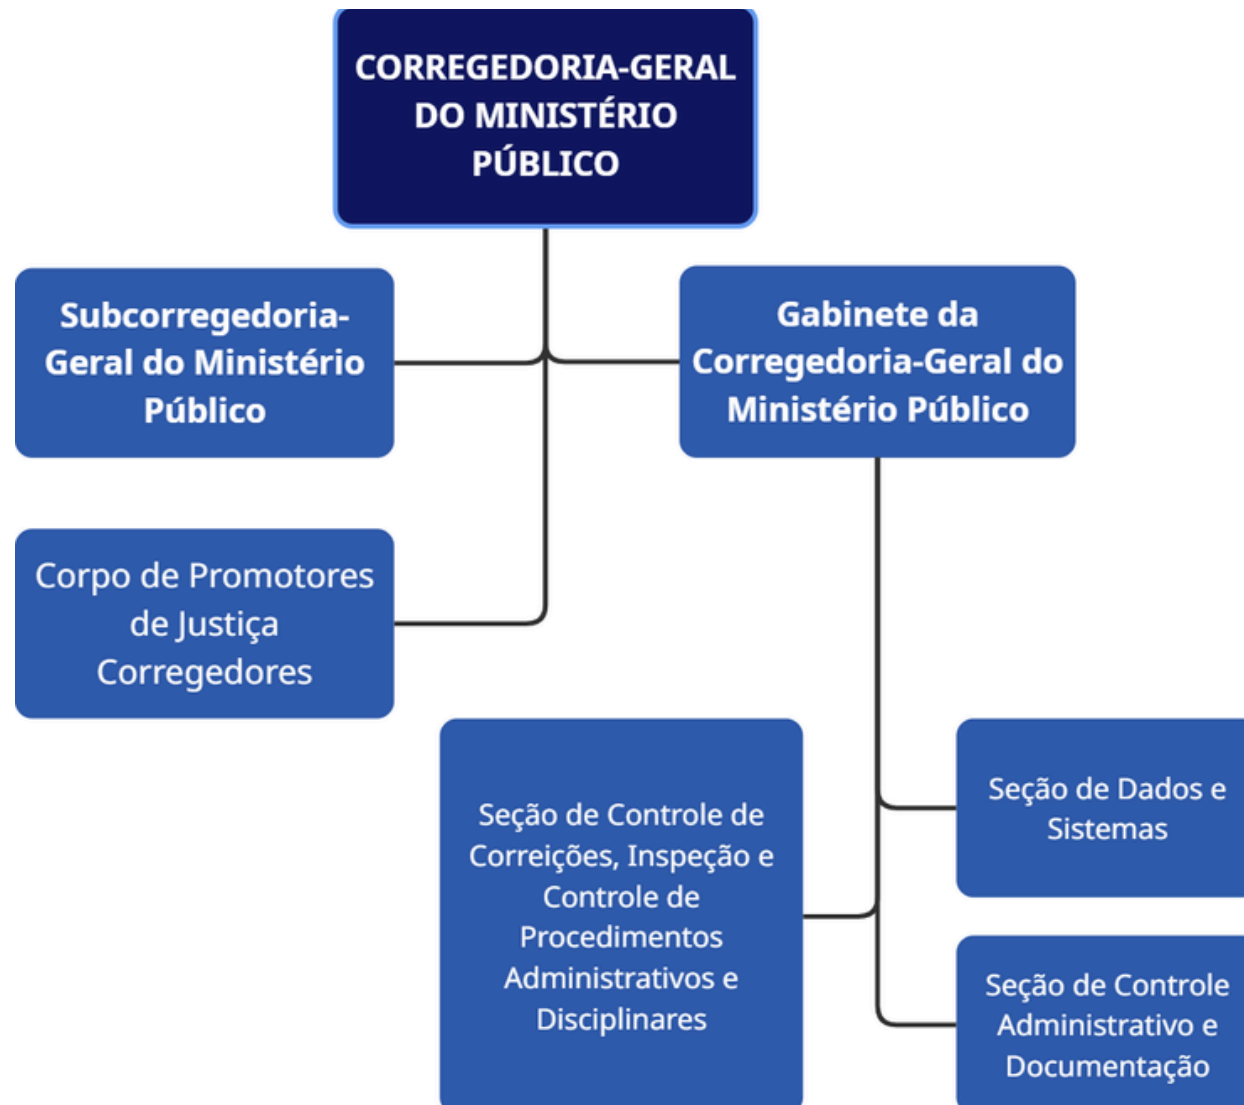 CORREGEDORIA-GERAL
DO MINISTÉRIO
PÚBLICO
Subcorregedoria-
Geral do Ministério
Público
Gabinete da
Corregedoria-Geral do
Ministério Público
Corpo de Promotores
de Justiça
Corregedores
Seção de Controle de
Correições, Inspeção e
Controle de
Procedimentos
Administrativos e
Disciplinares
Seção de Dados e
Sistemas
Seção de Controle
Administrativo e
Documentação